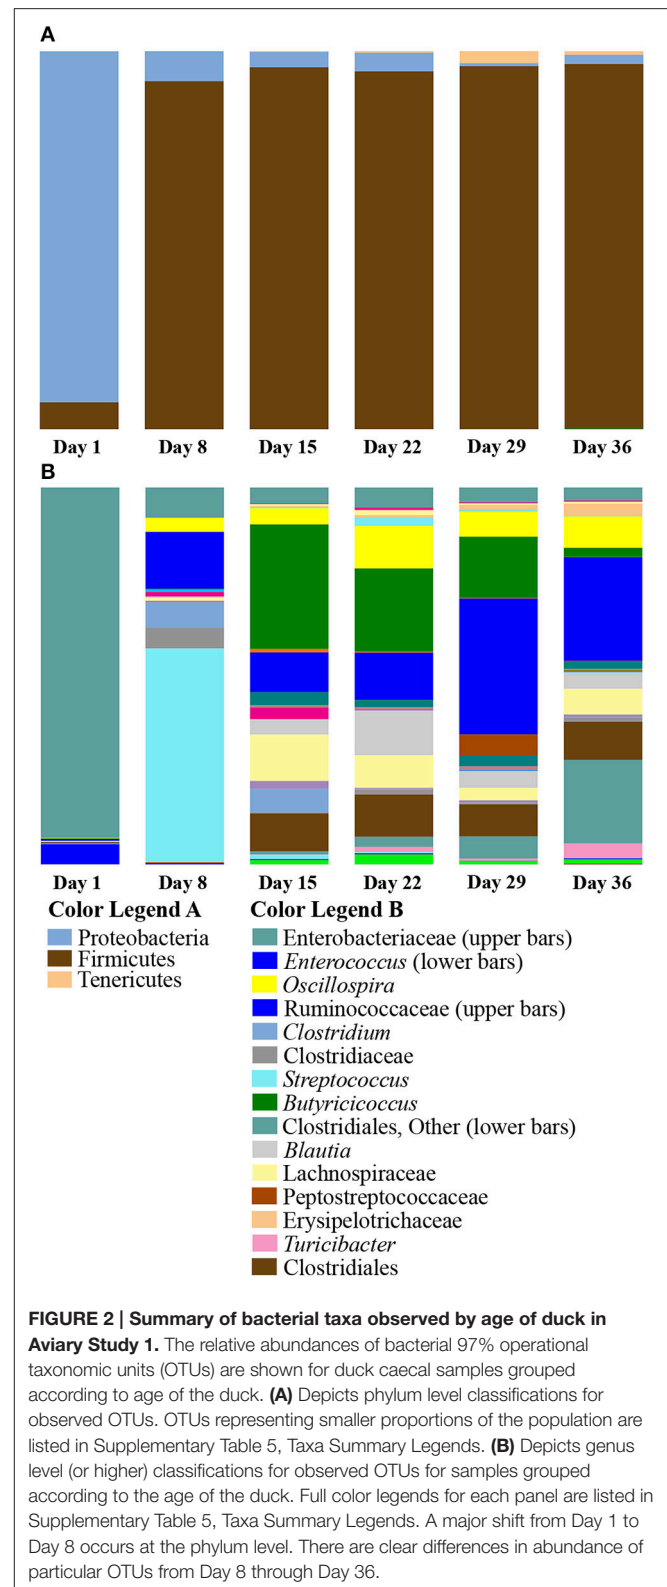 A
Day 1 Day 8 Day 15 Day 22 Day 29 Day 36
B
Day 1 Day 8 Day 15 Day 22 Day 29 Day 36
Color Legend A
Proteobacteria
Firmicutes
Tenericutes
Color Legend B
Enterobacteriaceae (upper bars)
Enterococcus (lower bars)
Oscillospira
Ruminococcaceae (upper bars)
Clostridium
Clostridiaceae
Streptococcus
Butyricicoccus
Clostridiales, Other (lower bars)
Blautia
Lachnospiraceae
Peptostreptococcaceae
Erysipelotrichaceae
Turicibacter
Clostridiales
FIGURE 2 | Summary of bacterial taxa observed by age of duck in
Aviary Study 1. The relative abundances of bacterial 97% operational
taxonomic units (OTUs) are shown for duck caecal samples grouped
according to age of the duck. (A) Depicts phylum level classifications for
observed OTUs. OTUs representing smaller proportions of the population are
listed in Supplementary Table 5, Taxa Summary Legends. (B) Depicts genus
level (or higher) classifications for observed OTUs for samples grouped
according to the age of the duck. Full color legends for each panel are listed in
Supplementary Table 5, Taxa Summary Legends. A major shift from Day 1 to
Day 8 occurs at the phylum level. There are clear differences in abundance of
particular OTUs from Day 8 through Day 36.